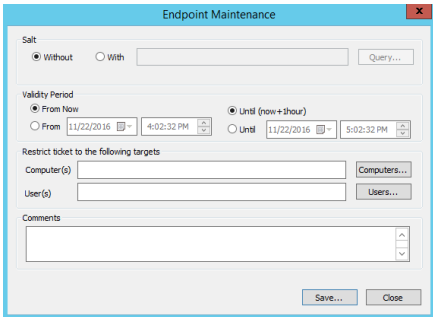 Endpoint Maintenance
x
Salt
Without With Query...
Validity Period
From Now Until (now+1hour)
From 11/22/2016 4:02:32 PM Until 11/22/2016 5:02:32 PM
Restrict ticket to the following targets
Computer(s) Computers...
User(s) Users...
Comments
Save... Close